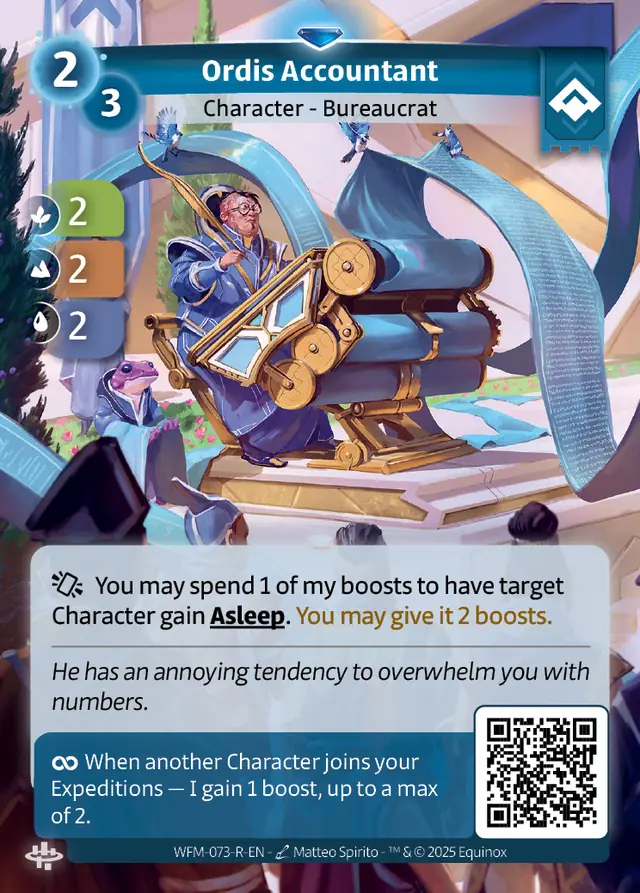 2
3
Ordis Accountant
Character - Bureaucrat
2
2
2
You may spend 1 of my boosts to have target
Character gain Asleep. You may give it 2 boosts.
He has an annoying tendency to overwhelm you with
numbers.
When another Character joins your
Expeditions — I gain 1 boost, up to a max
of 2.
WFM-073-R-EN - Matteo Spirito - ™ & © 2025 Equinox